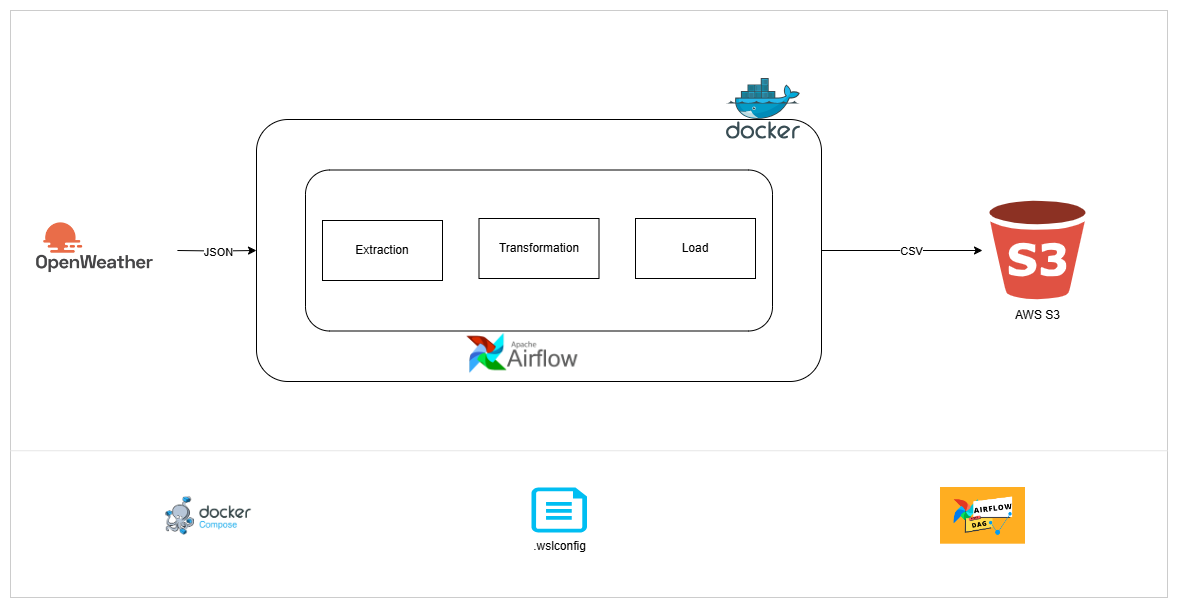 docker
Extraction
Transformation
Load
JSON
OpenWeather
CSV
S3
AWS S3
Apache
Airflow
docker
Compose
.wslconfig
AIRFLOW
DAG